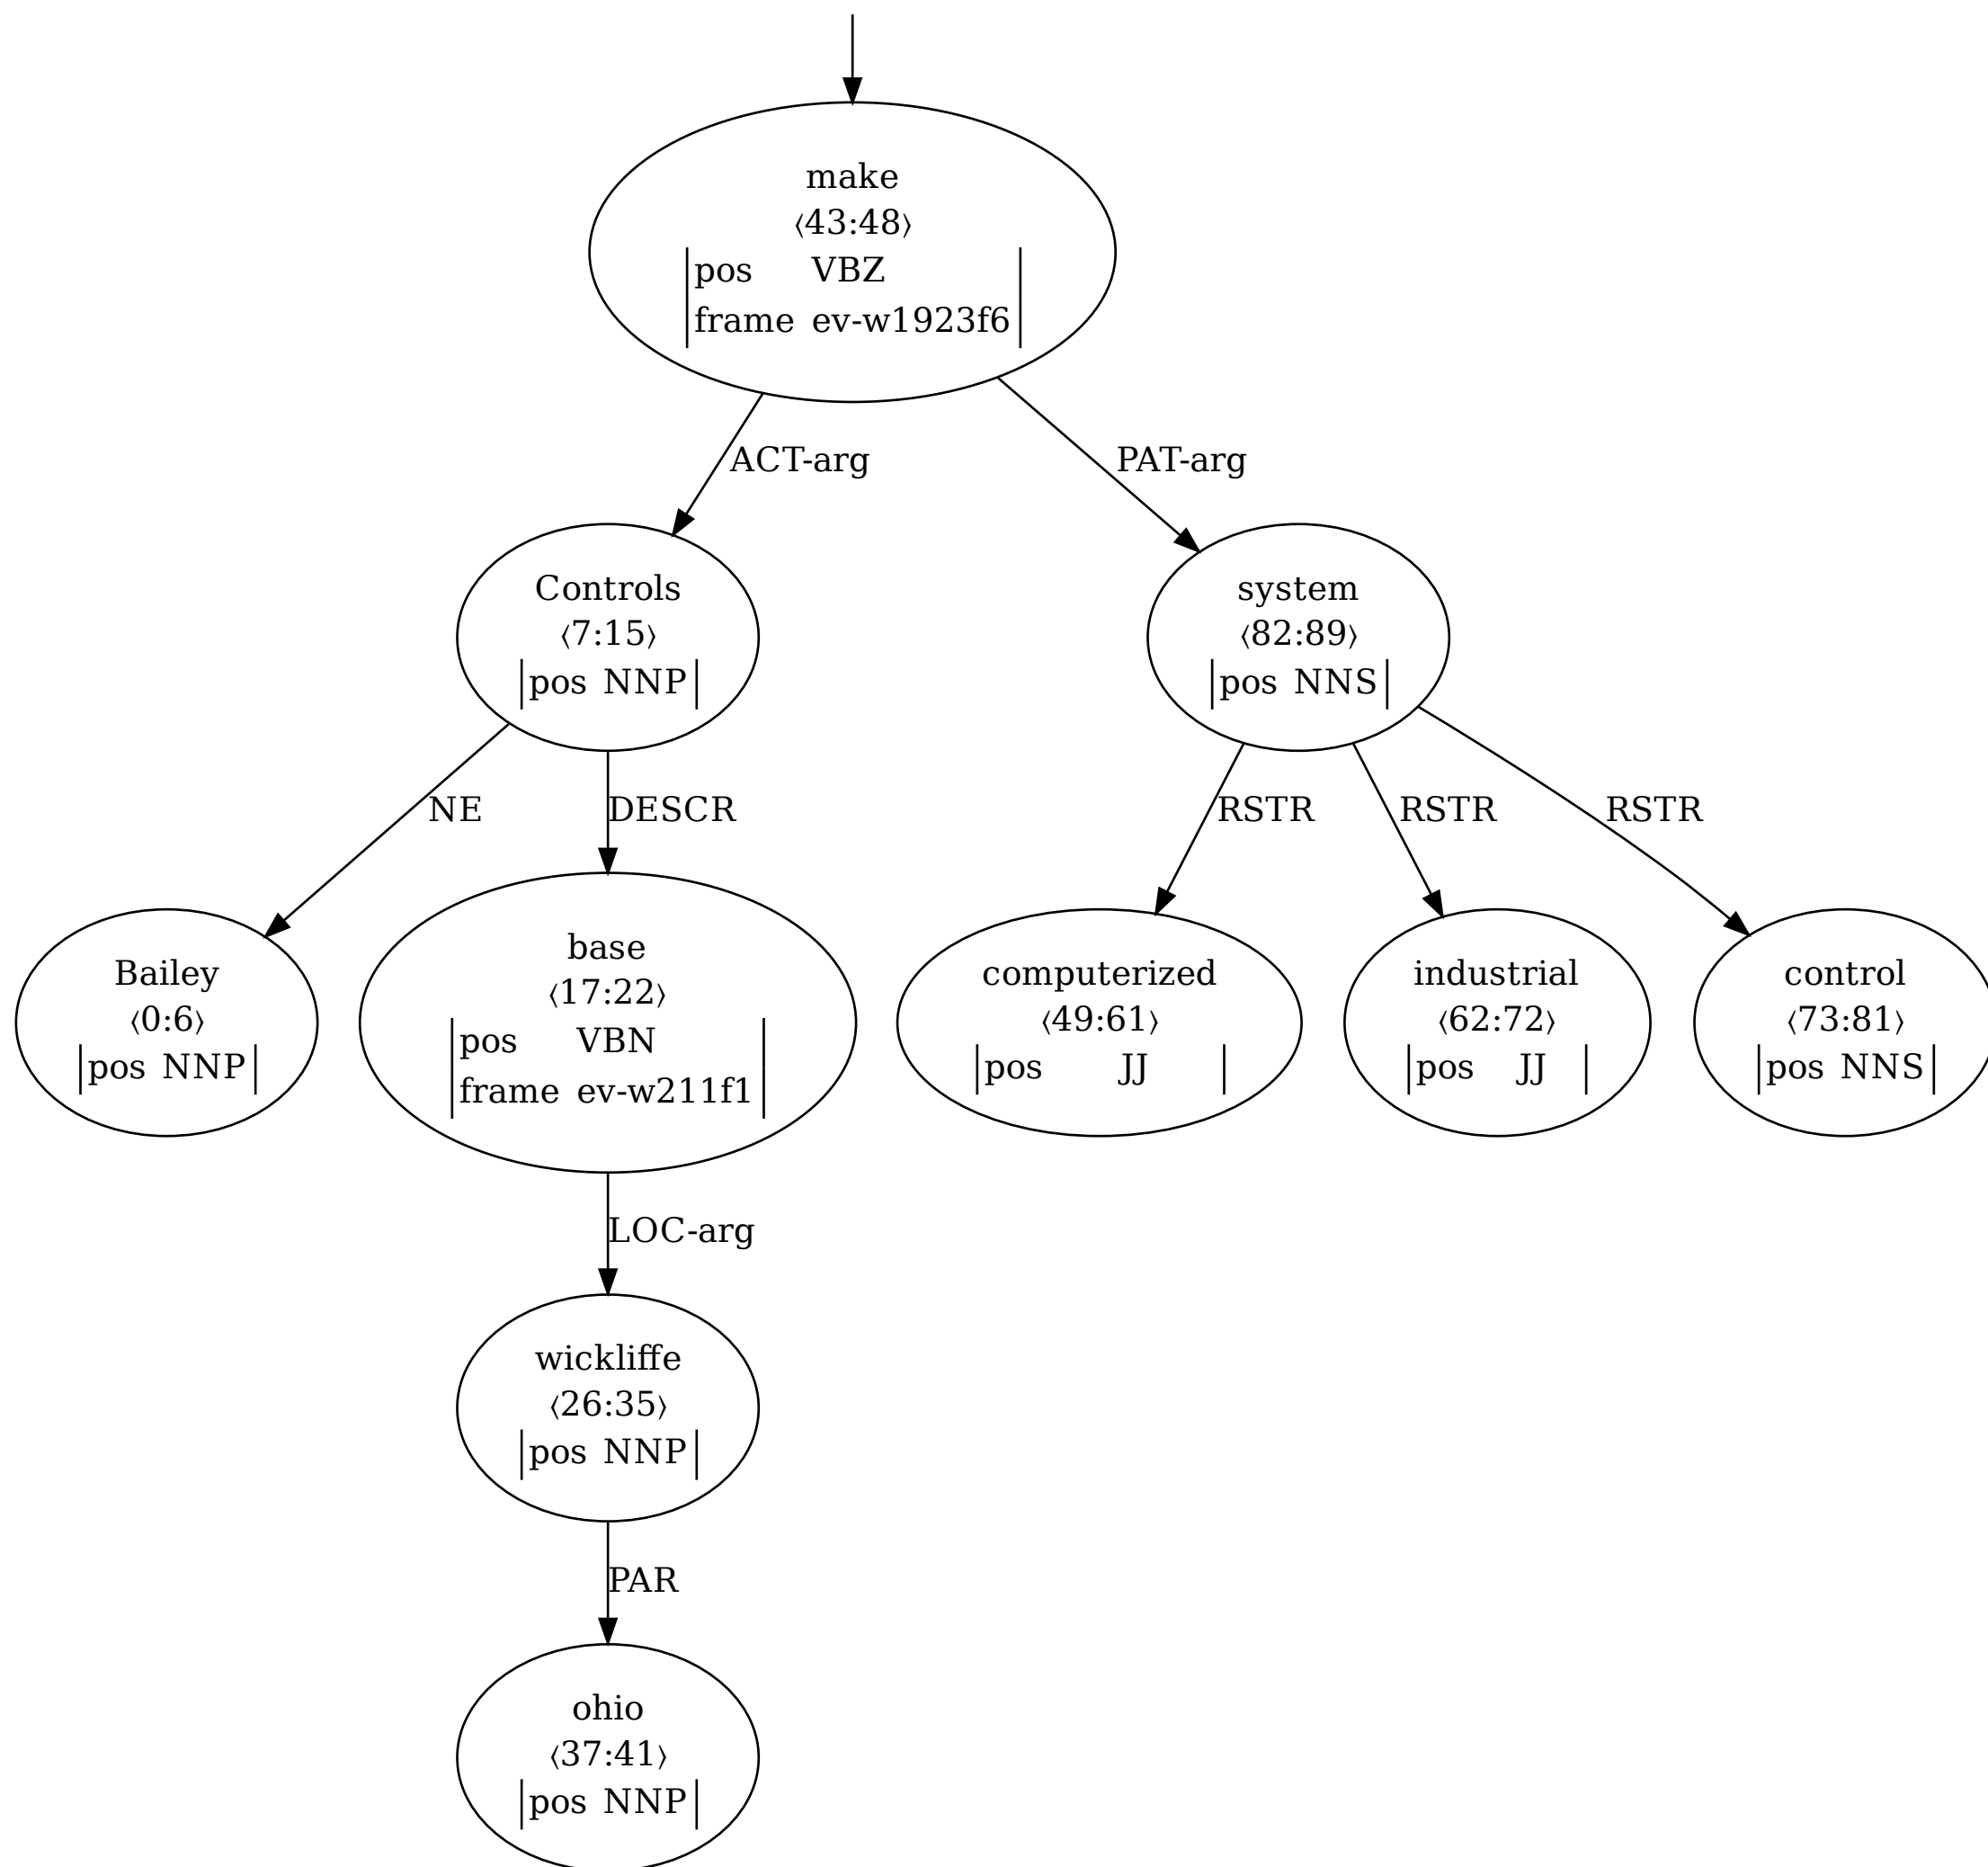 make
⟨43:48⟩
pos VBZ
frame ev-w1923f6
ACT-arg
PAT-arg
Controls
⟨7:15⟩
pos NNP
system
⟨82:89⟩
pos NNS
NE
DESCR
RSTR
RSTR
RSTR
Bailey
⟨0:6⟩
pos NNP
base
⟨17:22⟩
pos VBN
frame ev-w211f1
computerized
⟨49:61⟩
pos JJ
industrial
⟨62:72⟩
pos JJ
control
⟨73:81⟩
pos NNS
LOC-arg
wickliffe
⟨26:35⟩
pos NNP
PAR
ohio
⟨37:41⟩
pos NNP